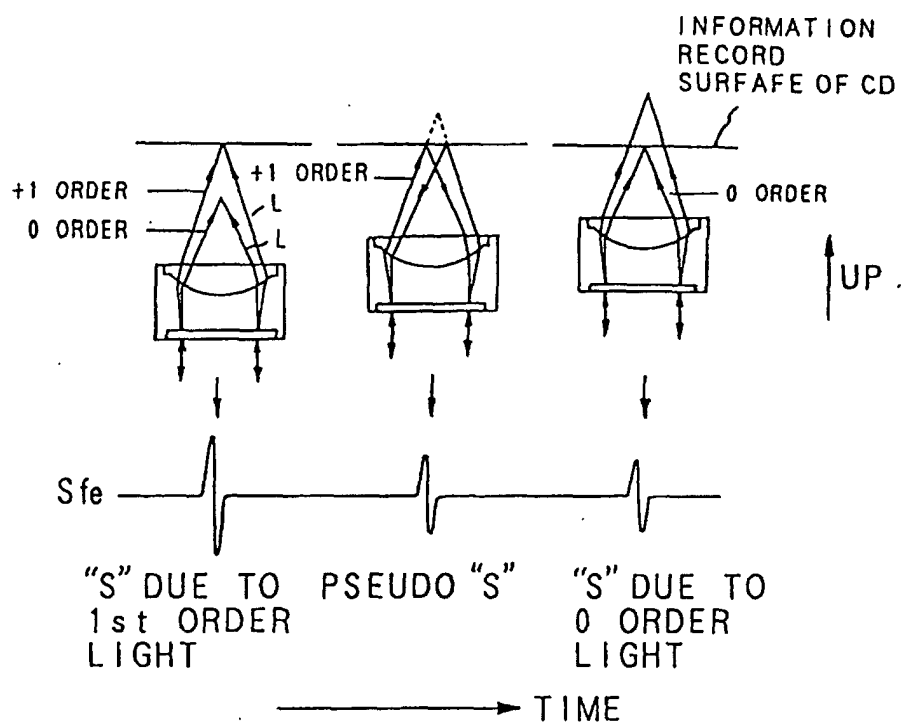 INFORMATION
RECORD
SURFAFE OF CD
+1 ORDER
0 ORDER
L
L
+1 ORDER
0 ORDER
UP
Sfe
"S" DUE TO
1st ORDER
LIGHT
PSEUDO "S"
"S" DUE TO
0 ORDER
LIGHT
TIME